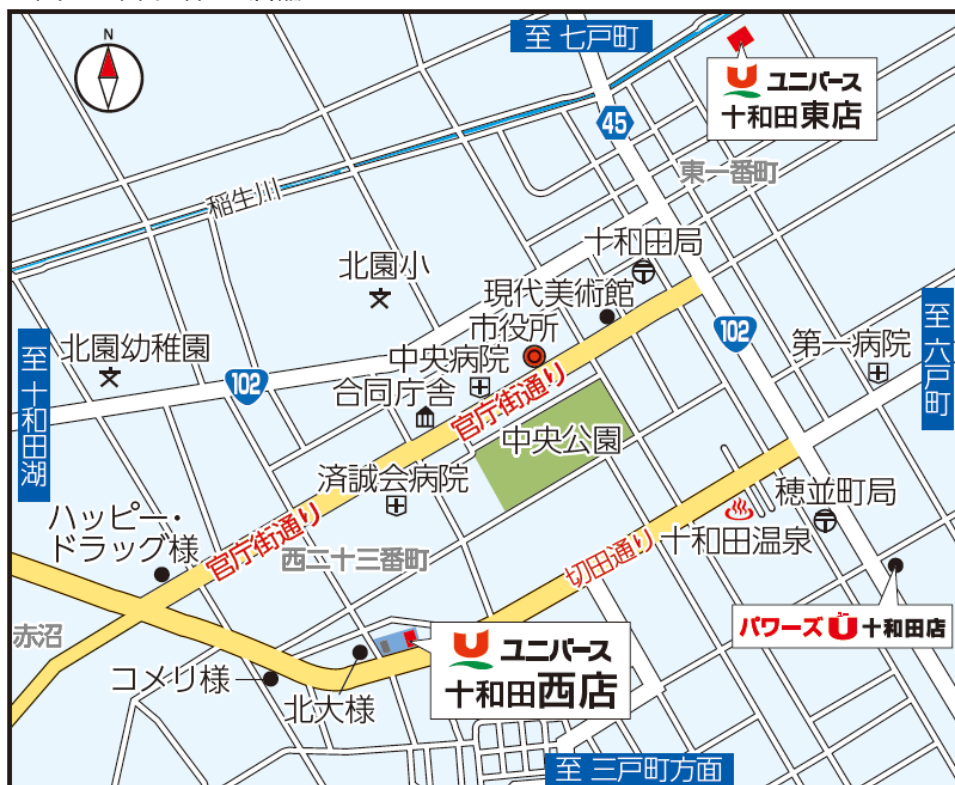 N
至 七戸町
ユニバース
十和田東店
45
東一番町
稲生川
十和田局
北園小
現代美術館
市役所
至 十和田湖
北園幼稚園
中央病院
102
第一病院
至 六戸町
102
合同庁舎
官庁街通り
中央公園
済誠会病院
ハッピー・
ドラッグ様
官庁街通り
西二十三番町
切田通り
十和田温泉
穂並町局
赤沼
パワーズ U 十和田店
コメリ様
北大様
ユニバース
十和田西店
至 三戸町方面